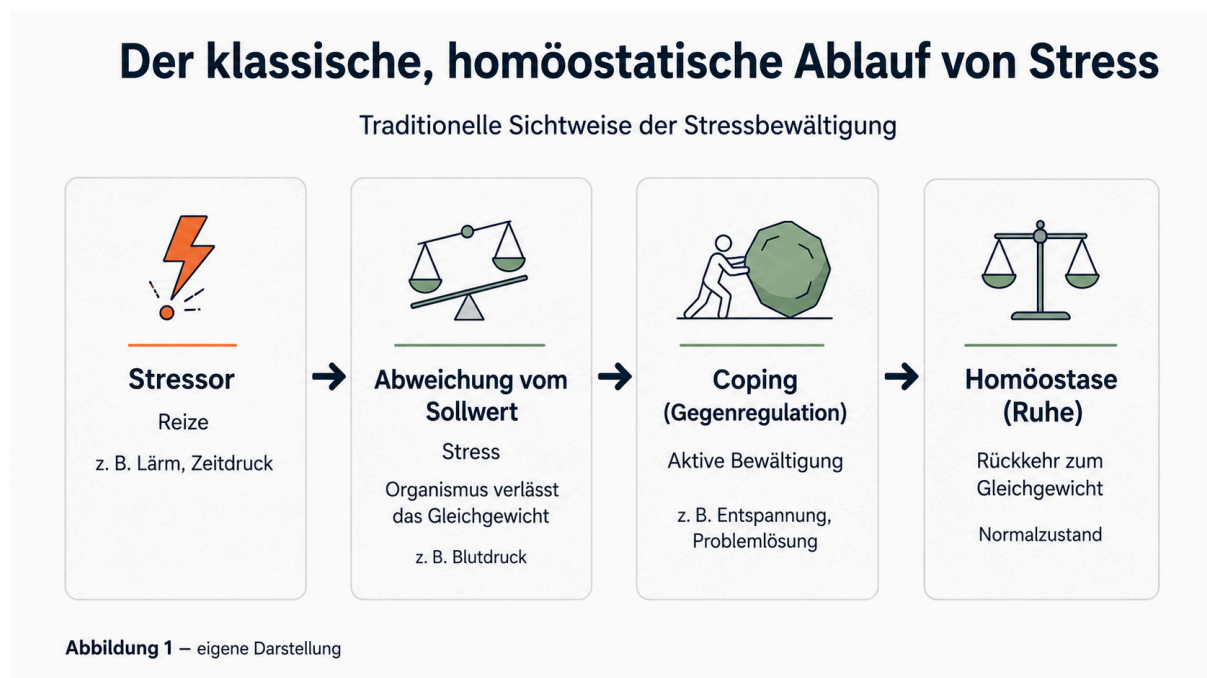 Der klassische, homöostatische Ablauf von Stress
Traditionelle Sichtweise der Stressbewältigung
Stressor
Reize
z. B. Lärm, Zeitdruck
Abweichung vom
Sollwert
Stress
Organismus verlässt
das Gleichgewicht
z. B. Blutdruck
Coping
(Gegenregulation)
Aktive Bewältigung
z. B. Entspannung,
Problemlösung
Homöostase
(Ruhe)
Rückkehr zum
Gleichgewicht
Normalzustand
Abbildung 1 – eigene Darstellung